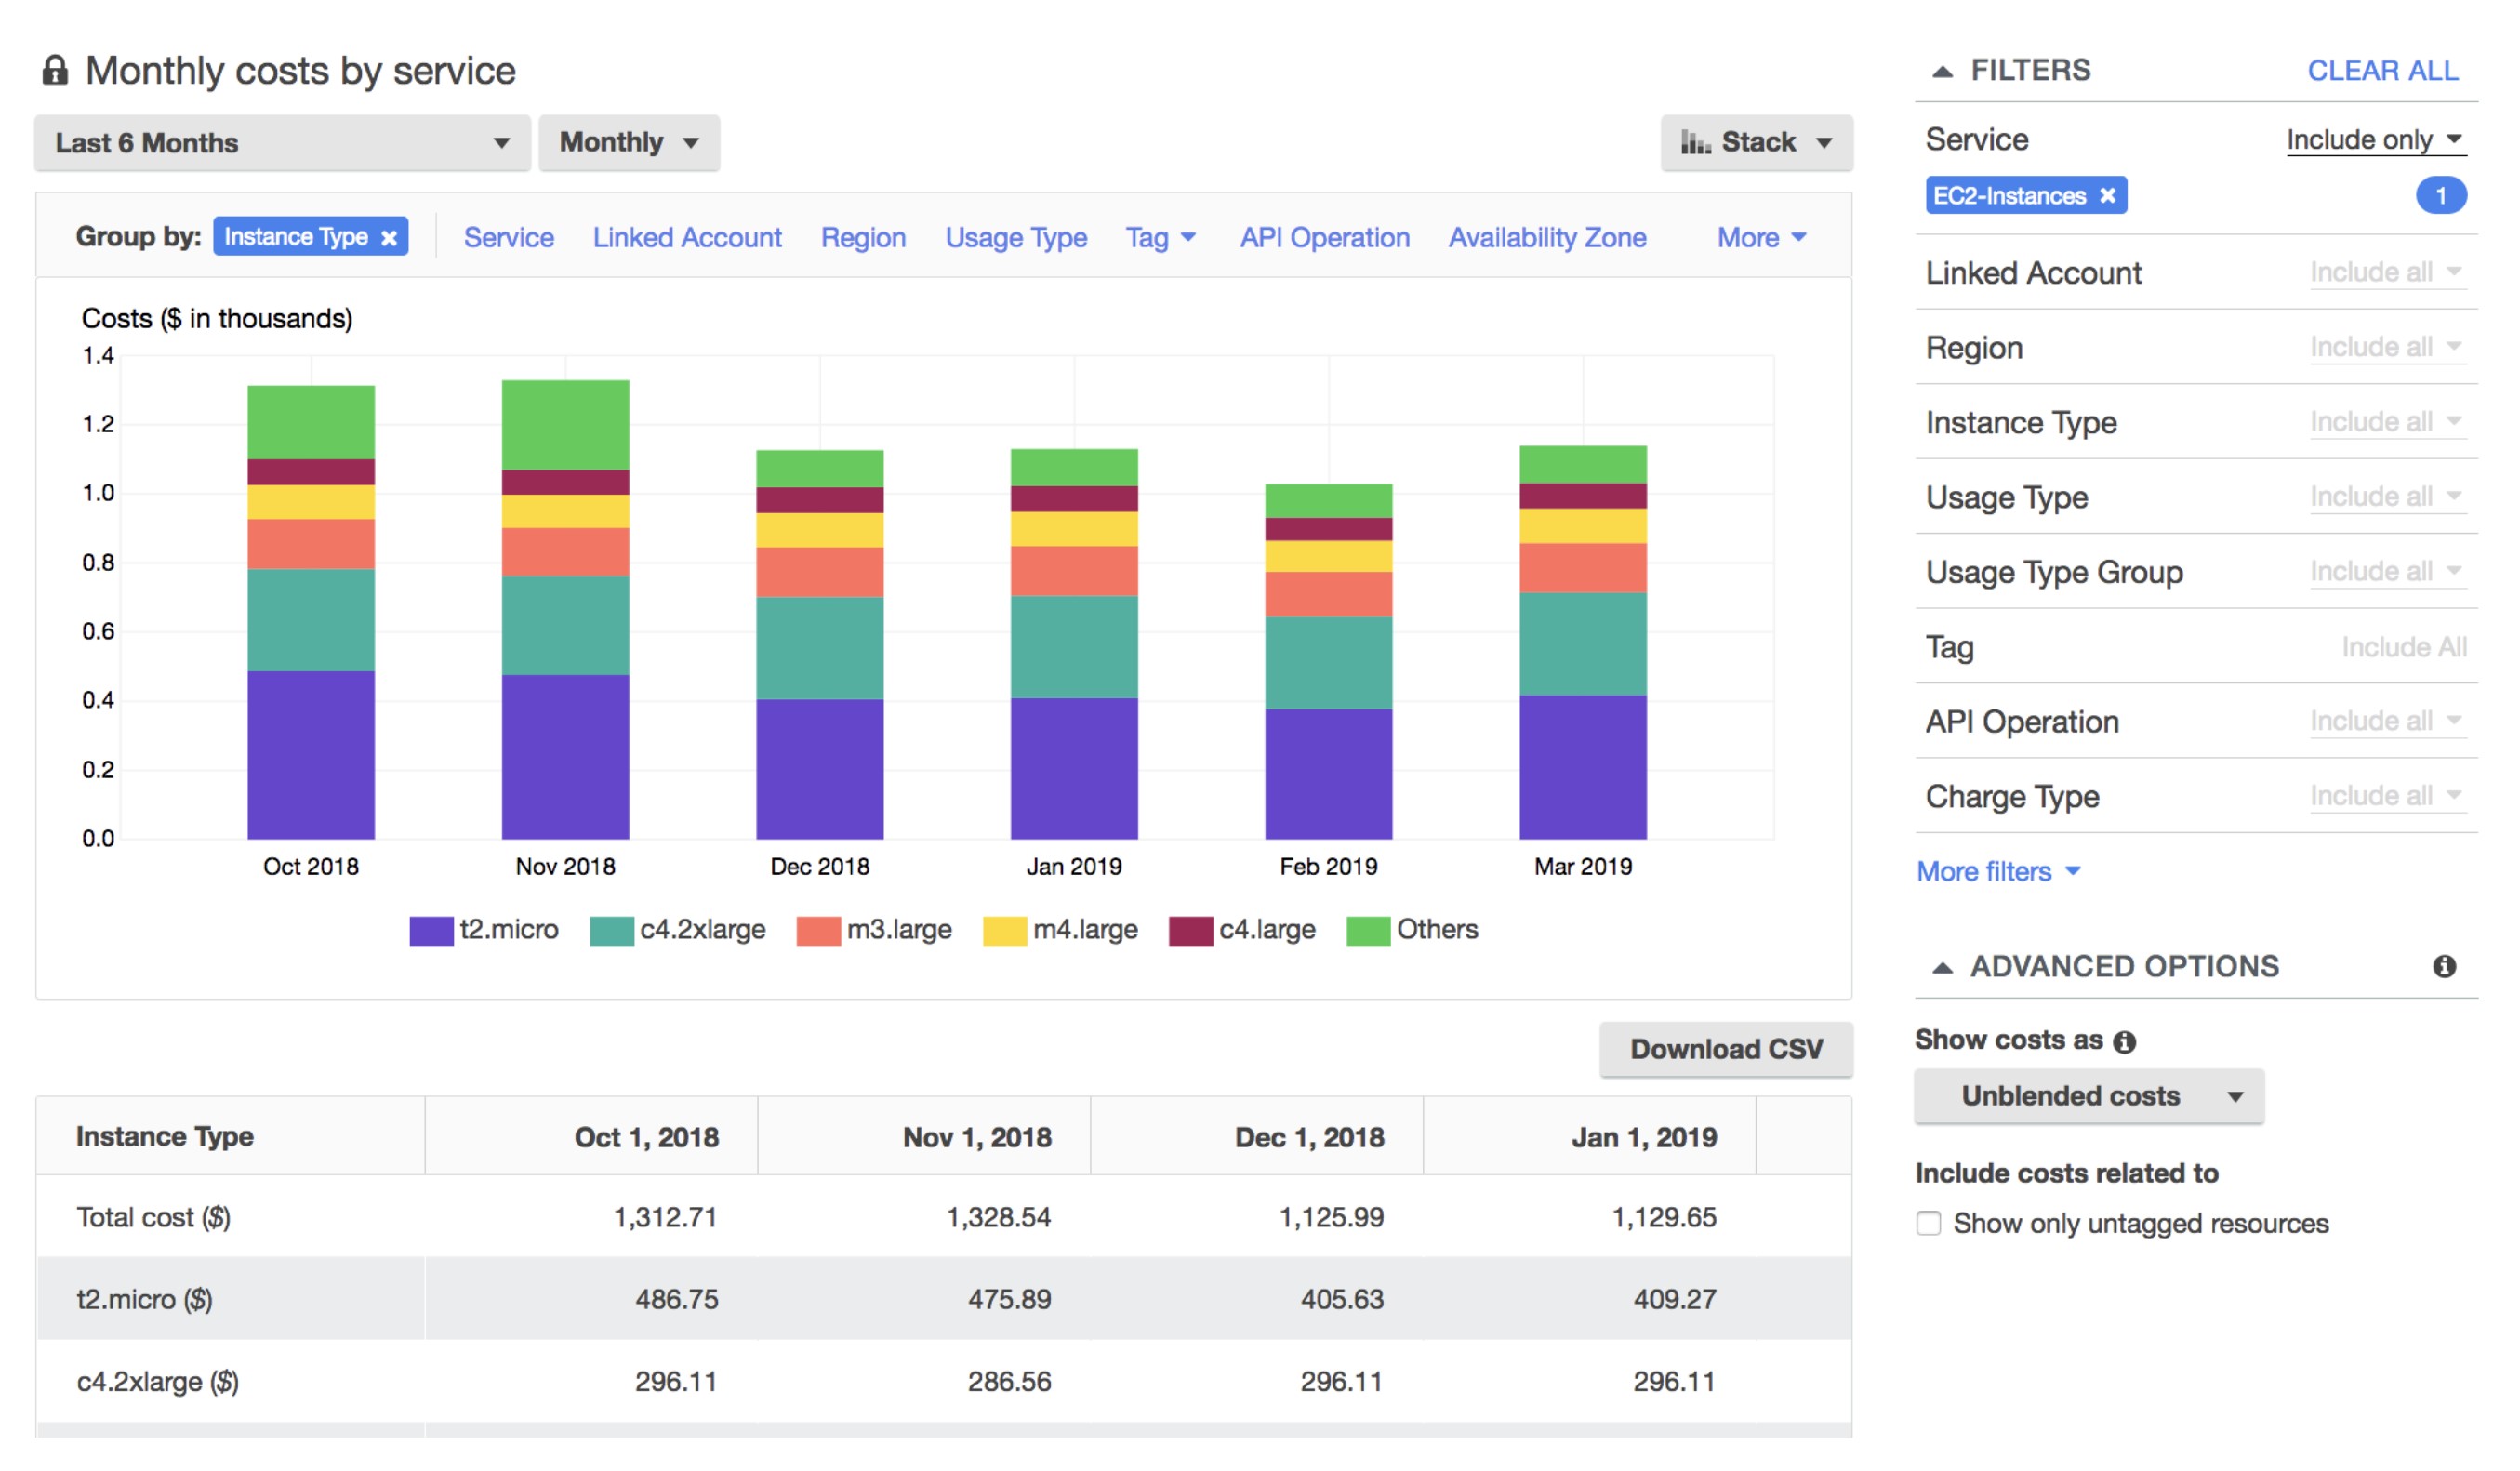 Monthly costs by service
Last 6 Months
Monthly
Stack
Group by: Instance Type Service Linked Account Region Usage Type Tag API Operation Availability Zone More
Costs ($ in thousands)
1.4
1.2
1.0
0.8
0.6
0.4
0.2
0.0
Oct 2018 Nov 2018 Dec 2018 Jan 2019 Feb 2019 Mar 2019
t2.micro c4.2xlarge m3.large m4.large c4.large Others
Download CSV
Instance Type Oct 1, 2018 Nov 1, 2018 Dec 1, 2018 Jan 1, 2019
Total cost ($) 1,312.71 1,328.54 1,125.99 1,129.65
t2.micro ($) 486.75 475.89 405.63 409.27
c4.2xlarge ($) 296.11 286.56 296.11 296.11
FILTERS CLEAR ALL
Service Include only
EC2-Instances 1
Linked Account Include all
Region Include all
Instance Type Include all
Usage Type Include all
Usage Type Group Include all
Tag Include All
API Operation Include all
Charge Type Include all
More filters
ADVANCED OPTIONS
Show costs as
Unblended costs
Include costs related to
Show only untagged resources